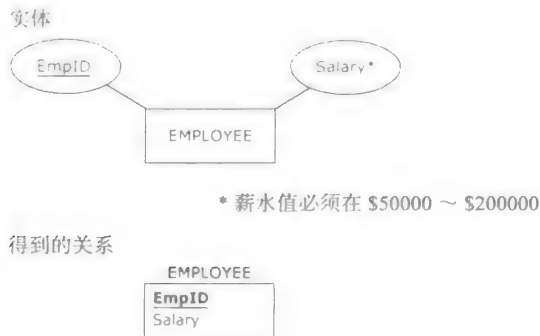 实体
EmpID
Salary*
EMPLOYEE
* 薪水值必须在 $50000 ～ $200000
得到的关系
EMPLOYEE
EmpID
Salary